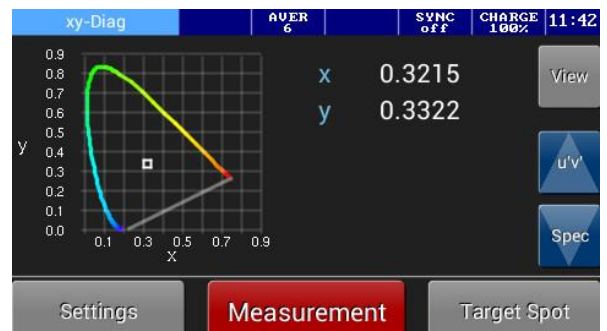 xy-Diag AVER 6 SYNC off CHARGE 100% 11:42
x 0.3215
y 0.3322
View
u'v'
Spec
y
0.9
0.8
0.7
0.6
0.5
0.4
0.3
0.2
0.1
0.0
0.1 0.3 0.5 0.7 0.9
x
Settings Measurement Target Spot